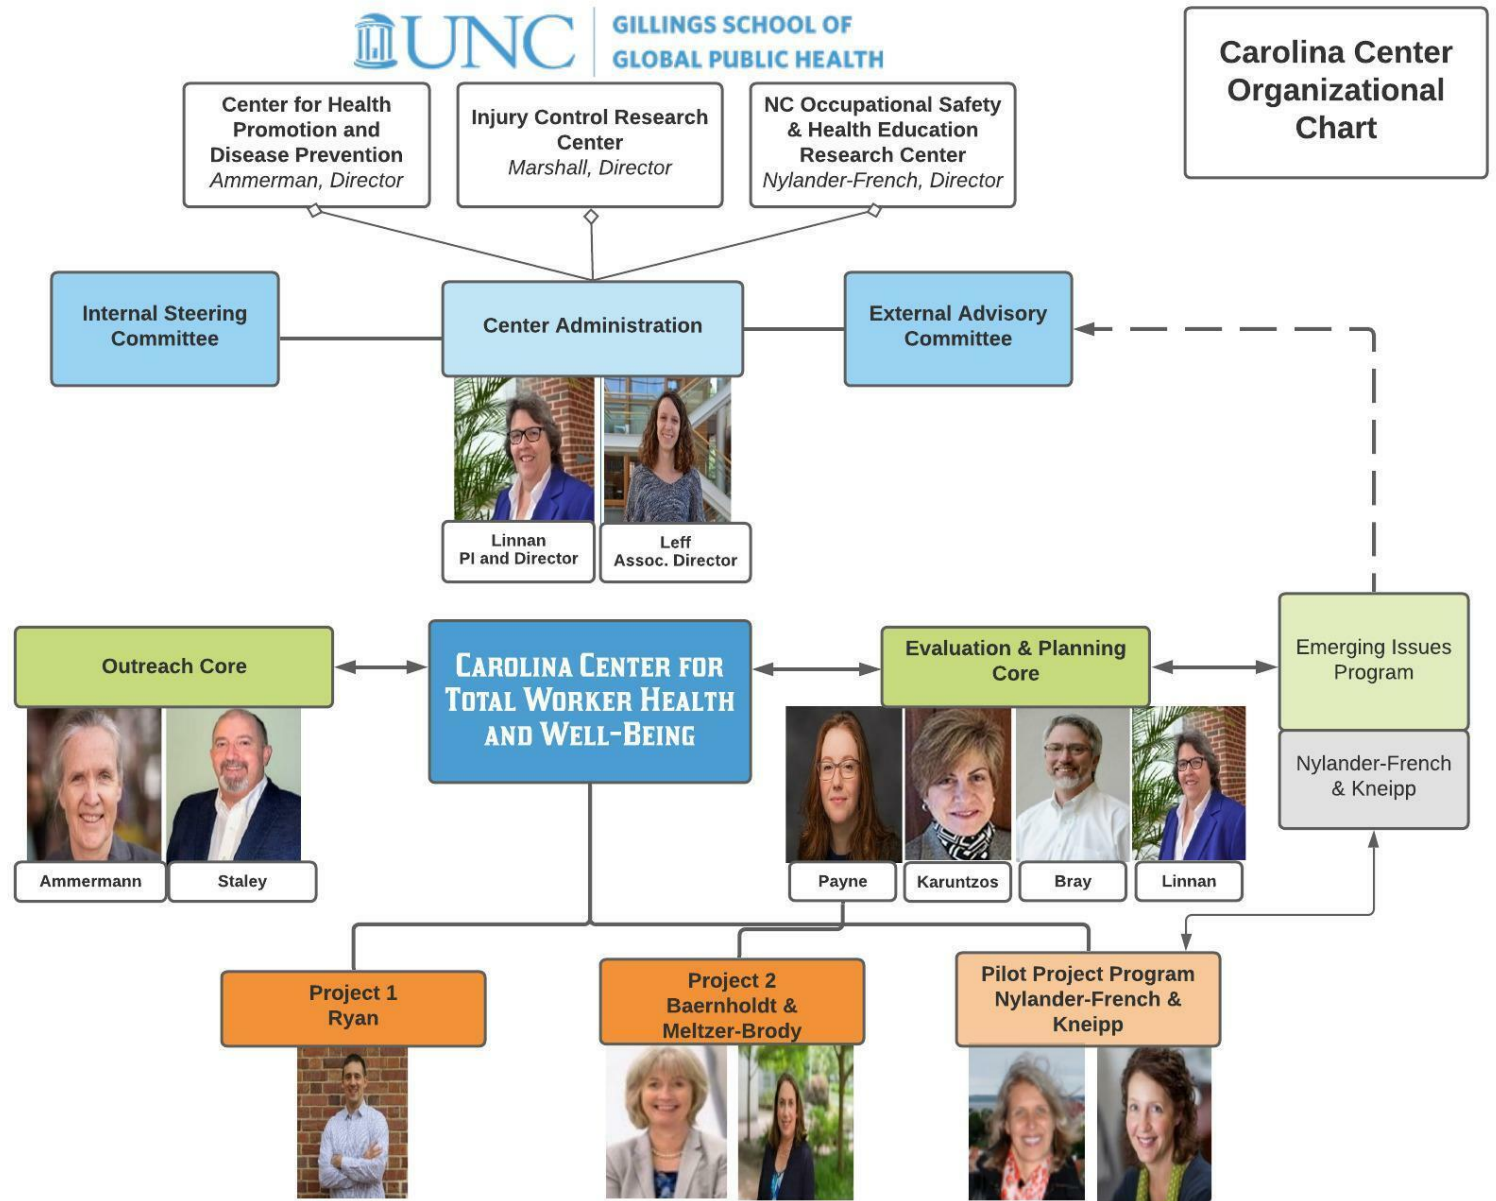 UNC
GILLINGS SCHOOL OF
GLOBAL PUBLIC HEALTH
Carolina Center
Organizational
Chart
Center for Health
Promotion and
Disease Prevention
Ammerman, Director
Injury Control Research
Center
Marshall, Director
NC Occupational Safety
& Health Education
Research Center
Nylander-French, Director
Internal Steering
Committee
Center Administration
External Advisory
Committee
Linnan
PI and Director
Leff
Assoc. Director
Outreach Core
CAROLINA CENTER FOR
TOTAL WORKER HEALTH
AND WELL-BEING
Evaluation & Planning
Core
Emerging Issues
Program
Nylander-French
& Kneipp
Ammermann
Staley
Payne
Karuntzos
Bray
Linnan
Project 1
Ryan
Project 2
Baernholdt &
Meltzer-Brody
Pilot Project Program
Nylander-French &
Kneipp